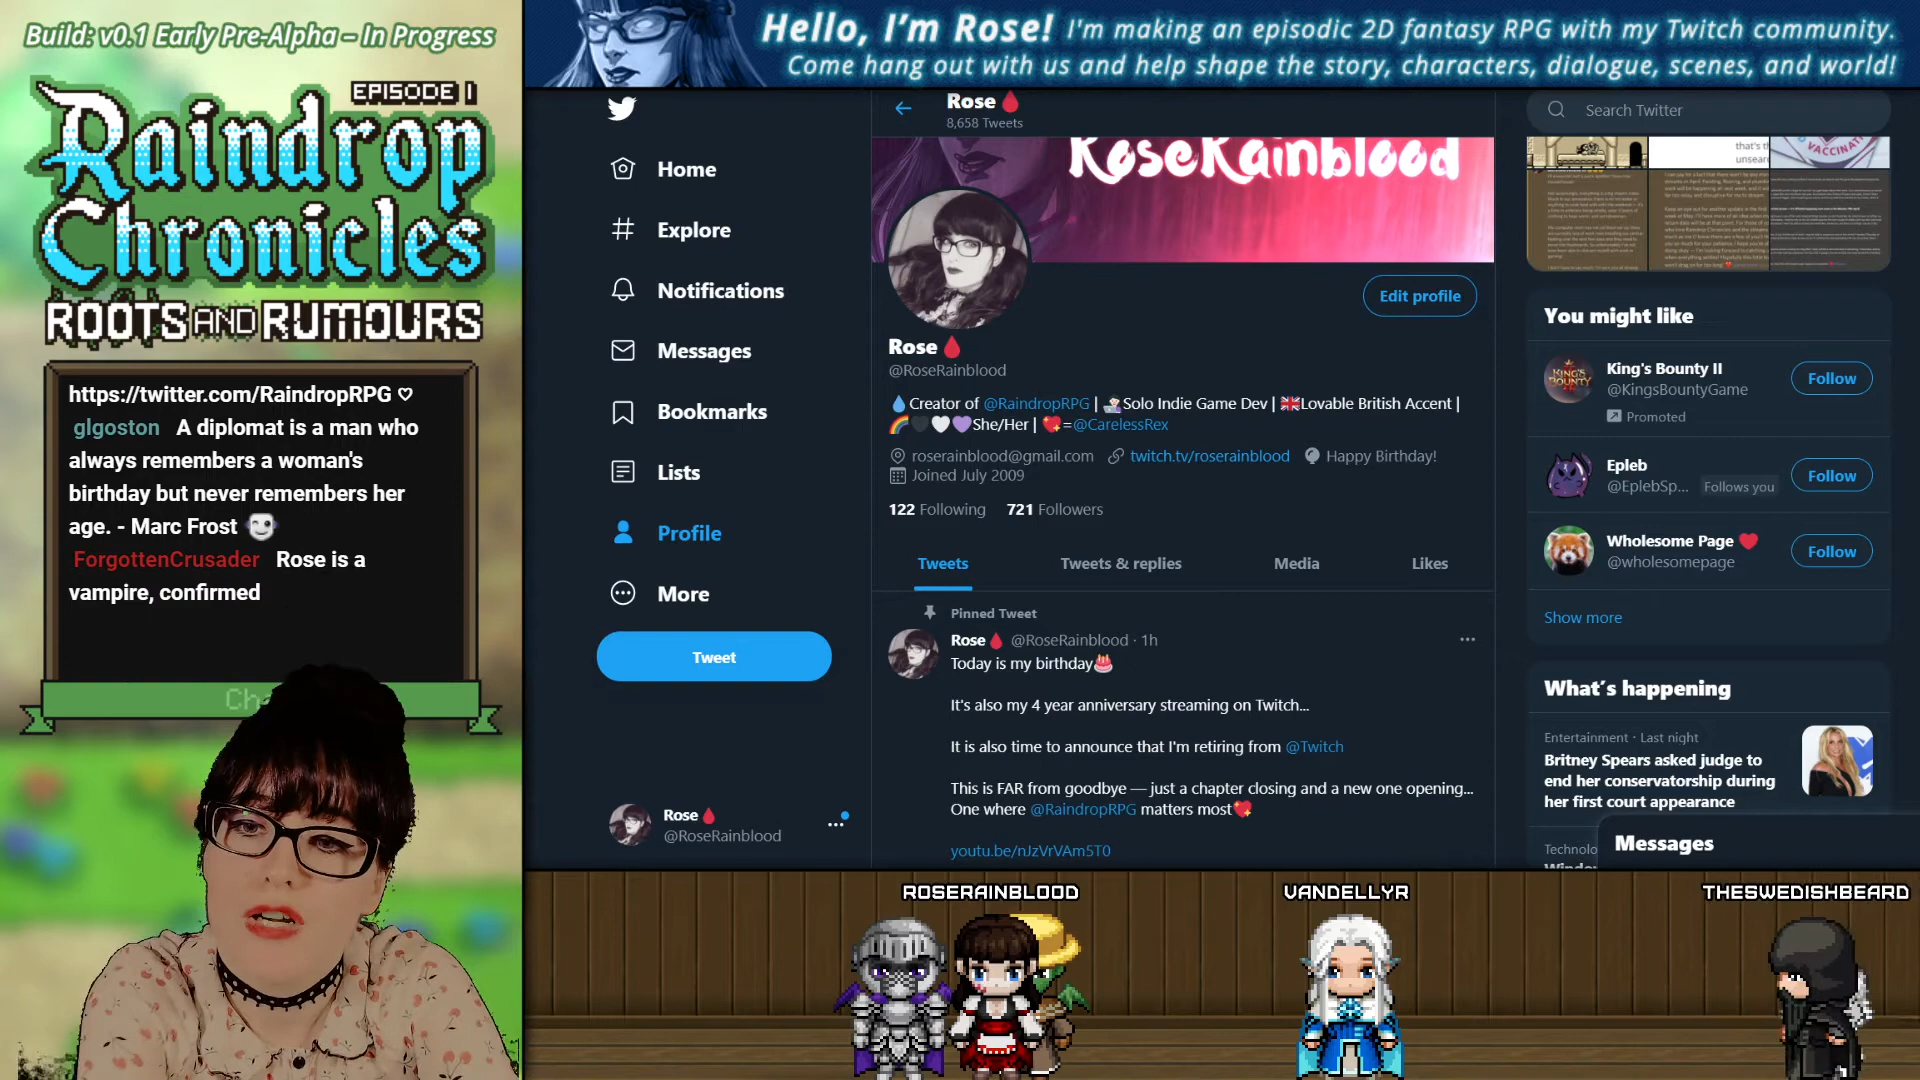 Build: v0.1 Early Pre-Alpha – In Progress
EPISODE I
Raindrop
Chronicles
ROOTS AND RUMOURS
https://twitter.com/RaindropRPG ♡
glgoston A diplomat is a man who
always remembers a woman's
birthday but never remembers her
age. - Marc Frost
ForgottenCrusader Rose is a
vampire, confirmed
Hello, I'm Rose! I'm making an episodic 2D fantasy RPG with my Twitch community.
Come hang out with us and help shape the story, characters, dialogue, scenes, and world!
Home
Explore
Notifications
Messages
Bookmarks
Lists
Profile
More
Tweet
Rose🩸
@RoseRainblood
Rose🩸
8,658 Tweets
RoseRainblood
Edit profile
Rose🩸
@RoseRainblood
💧Creator of @RaindropRPG | 👩🏻‍💻Solo Indie Game Dev | 🇬🇧Lovable British Accent |
🌈🖤🤍💜She/Her | 💖=@CarelessRex
roserainblood@gmail.com twitch.tv/roserainblood Happy Birthday!
Joined July 2009
122 Following 721 Followers
Tweets Tweets & replies Media Likes
Pinned Tweet
Rose🩸 @RoseRainblood · 1h
Today is my birthday🎂
It's also my 4 year anniversary streaming on Twitch...
It is also time to announce that I'm retiring from @Twitch
This is FAR from goodbye — just a chapter closing and a new one opening...
One where @RaindropRPG matters most💖
youtu.be/nJzVrVAm5T0
Search Twitter
that's th
unsear
VACCINATI
You might like
King's Bounty II
@KingsBountyGame
Promoted
Follow
Epleb
@EplebSp... Follows you
Follow
Wholesome Page ❤️
@wholesomepage
Follow
Show more
What's happening
Entertainment · Last night
Britney Spears asked judge to
end her conservatorship during
her first court appearance
Technolo
Messages
ROSERAINBLOOD
VANDELLYR
THESWEDISHBEARD